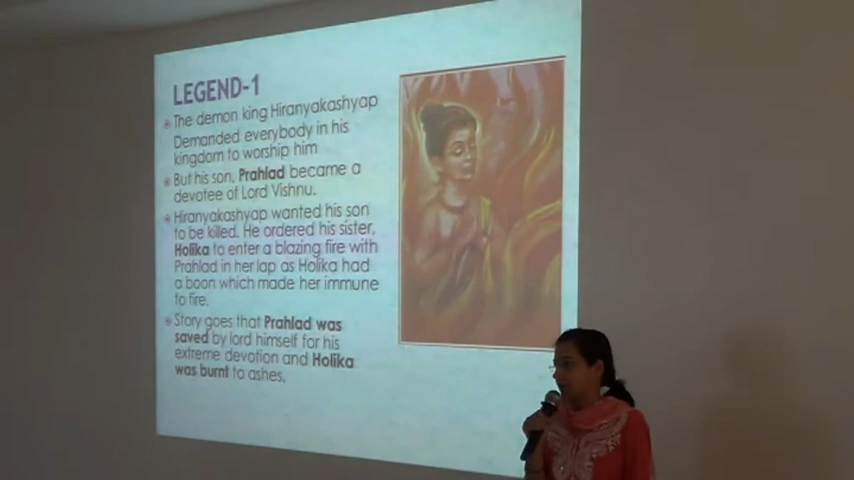 LEGEND-1
The demon king Hiranyakashyap
Demanded everybody in his
kingdom to worship him
But his son, Prahlad became a
devotee of Lord Vishnu.
Hiranyakashyap wanted his son
to be killed. He ordered his sister,
Holika to enter a blazing fire with
Prahlad in her lap as Holika had
a boon which made her immune
to fire.
Story goes that Prahlad was
saved by lord himself for his
extreme devotion and Holika
was burnt to ashes.